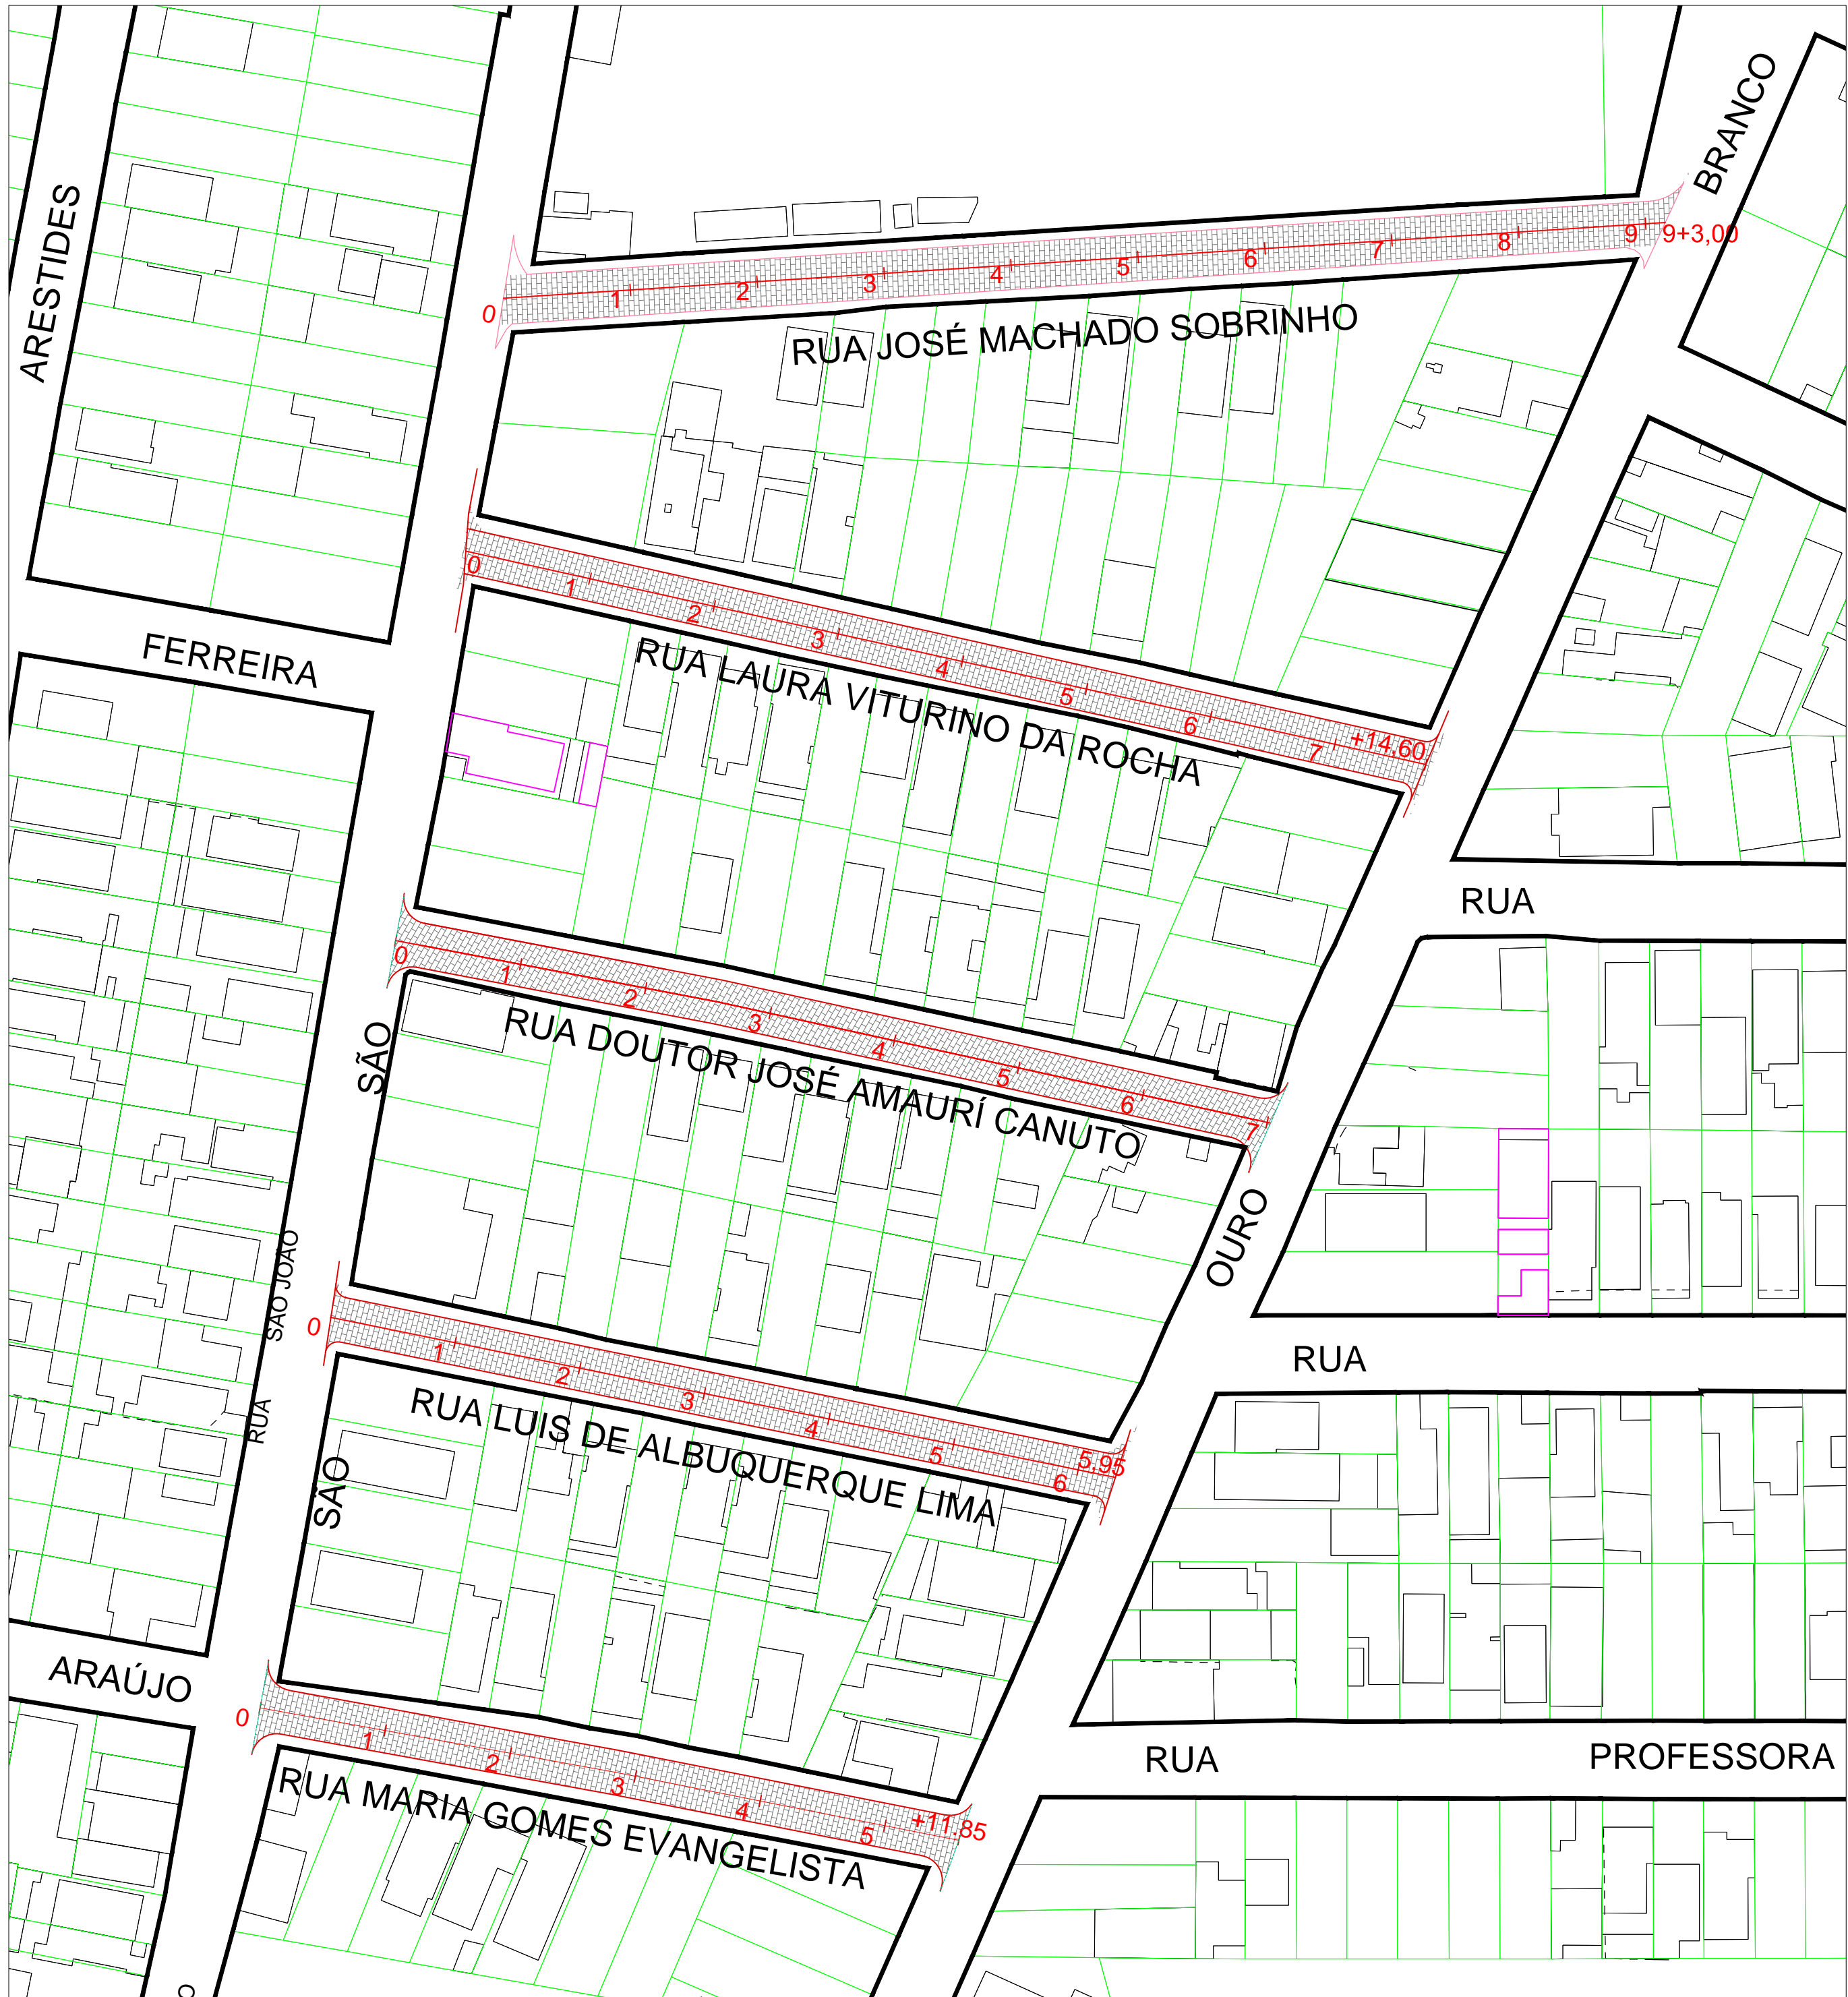 BRANCO
ARESTIDES
0 1 2 3 4 5 6 7 8 9 9+3,00
RUA JOSÉ MACHADO SOBRINHO
0 1 2 3 4 5 6 7 +14,60
RUA LAURA VITURINO DA ROCHA
FERREIRA
RUA
0 1 2 3 4 5 6 7
RUA DOUTOR JOSÉ AMAURÍ CANUTO
SÃO
OURO
RUA SAO JOAO
0 1 2 3 4 5 6 5.95
RUA
RUA LUIS DE ALBUQUERQUE LIMA
SÃO
ARAÚJO
0 1 2 3 4 5 +11.85
RUA PROFESSORA
RUA MARIA GOMES EVANGELISTA
O